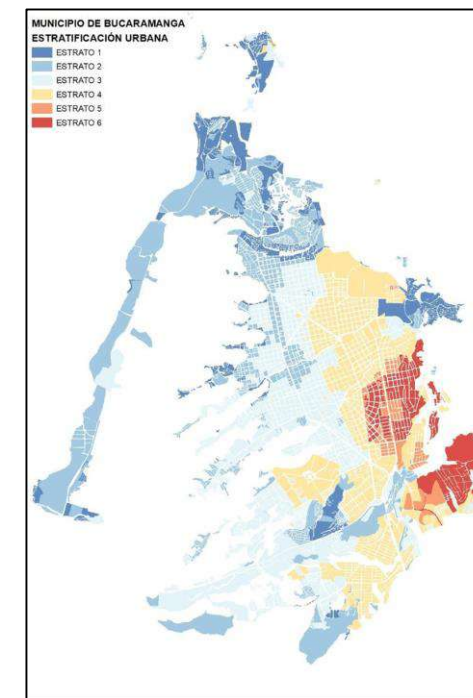 MUNICIPIO DE BUCARAMANGA
ESTRATIFICACIÓN URBANA
ESTRATO 1
ESTRATO 2
ESTRATO 3
ESTRATO 4
ESTRATO 5
ESTRATO 6